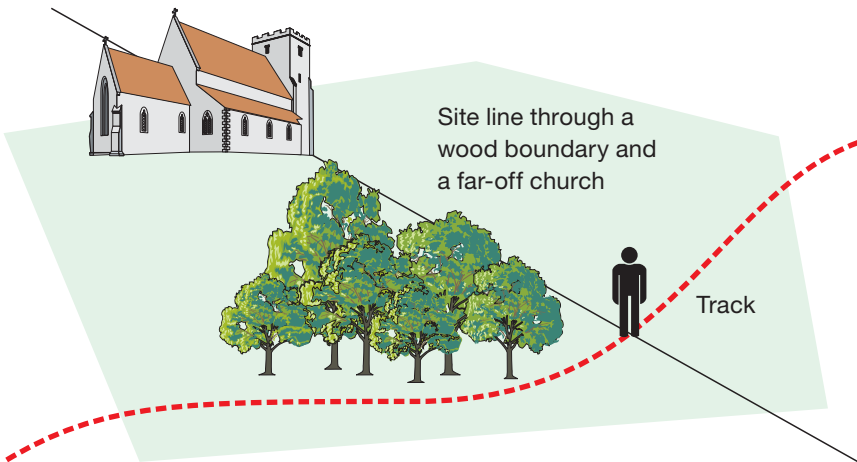 Site line through a
wood boundary and
a far-off church
Track